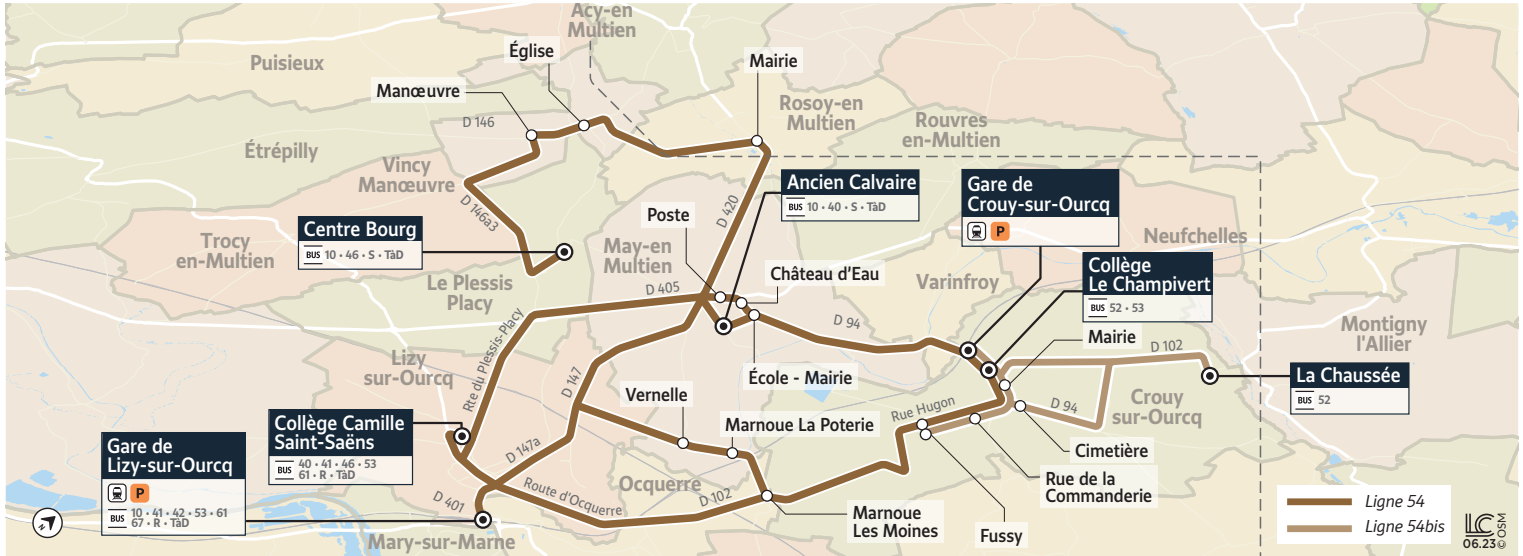 Acy-en
Multien
Puisieux
Église
Mairie
Manœuvre
Rosoy-en
Multien
Rouvres
en-Multien
D 146
Étrépilly
Vincy
Manœuvre
D 146a3
D 420
Ancien Calvaire
BUS 10 • 40 • S • TàD
Gare de
Crouy-sur-Ourcq
P
Poste
Centre Bourg
BUS 10 • 46 • S • TàD
Trocy
en-Multien
May-en
Multien
Neufchelles
Collège
Le Champivert
BUS 52 • 53
Château d'Eau
Varinfroy
Le Plessis
Placy
D 405
D 94
Montigny
l'Allier
Mairie
D 102
Rte du Plessis-Placy
Lizy
sur-Ourcq
D 147
École - Mairie
La Chaussée
BUS 52
Vernelle
Rue Hugon
D 94
Crouy
sur-Ourcq
Collège Camille
Saint-Saëns
BUS 40 • 41 • 46 • 53
61 • R • TàD
Marnoue La Poterie
Gare de
Lizy-sur-Ourcq
P
BUS 10 • 41 • 42 • 53 • 61
67 • R • TàD
D 147a
Cimetière
Ocquerre
Rue de la
Commanderie
D 401
Route d'Ocquerre
D 102
Marnoue
Les Moines
Fussy
Mary-sur-Marne
Ligne 54
Ligne 54bis
LC
06.23 © OSM